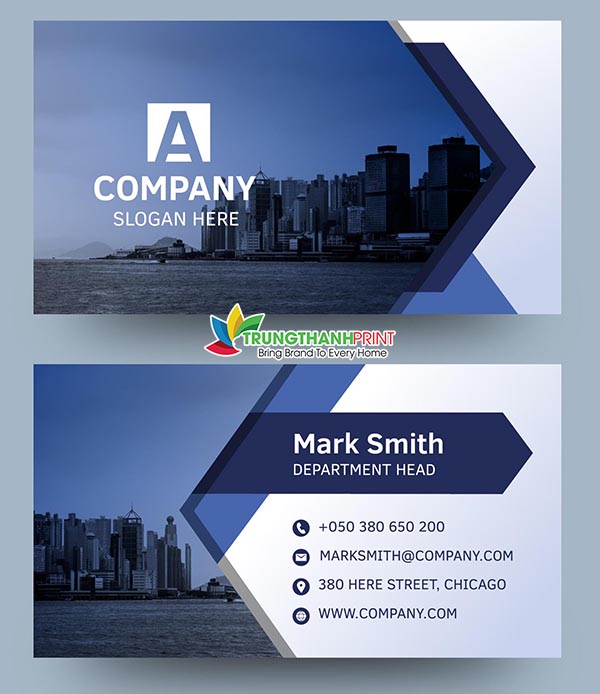 A
COMPANY
SLOGAN HERE
TRUNGTHANHPRINT
Bring Brand To Every Home
Mark Smith
DEPARTMENT HEAD
+050 380 650 200
MARKSMITH@COMPANY.COM
380 HERE STREET, CHICAGO
WWW.COMPANY.COM